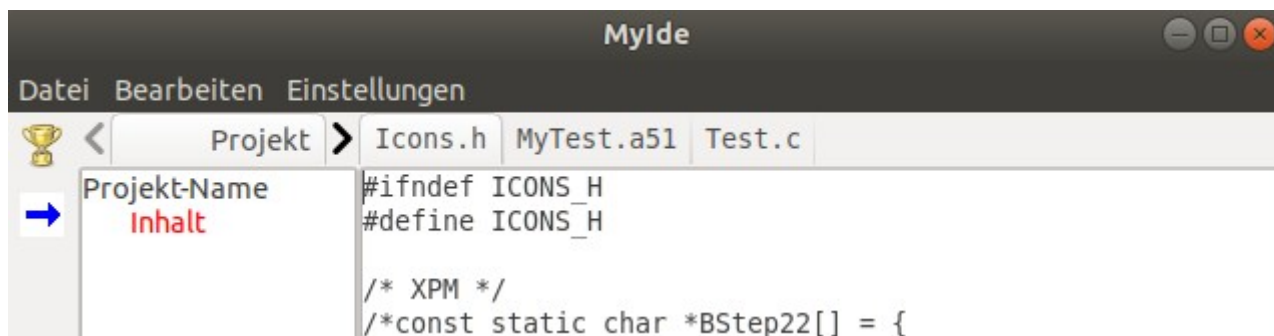 MyIde
Datei Bearbeiten Einstellungen
Projekt Icons.h MyTest.a51 Test.c
Projekt-Name
Inhalt
#ifndef ICONS_H
#define ICONS_H
/* XPM */
/*const static char *BStep22[] = {